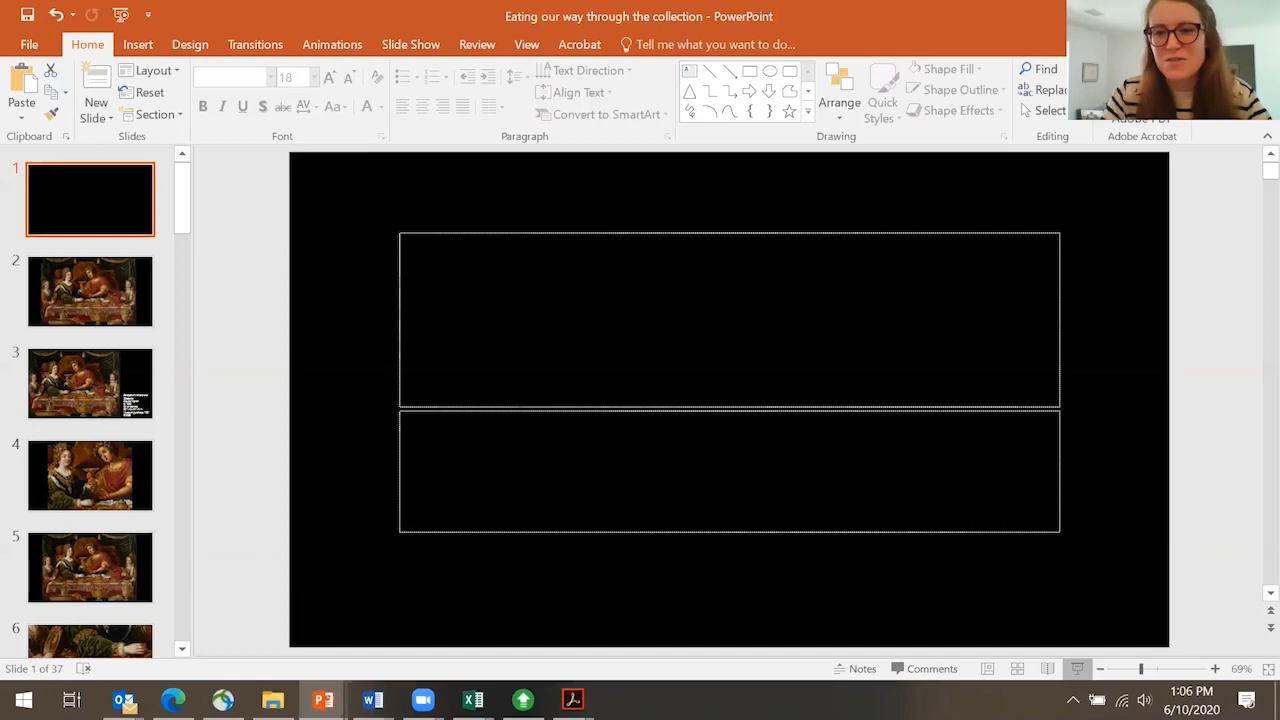 Eating our way through the collection - PowerPoint
File Home Insert Design Transitions Animations Slide Show Review View Acrobat Tell me what you want to do...
Paste
New
Slide
Layout
Reset
Section
18
B I U S abc AV Aa A
Text Direction
Align Text
Convert to SmartArt
Arrange
Quick
Styles
Shape Fill
Shape Outline
Shape Effects
Find
Select
Clipboard Slides Font Paragraph Drawing Editing Adobe Acrobat
1
2
3
4
5
6
Slide 1 of 37
Notes Comments 69%
1:06 PM
6/10/2020